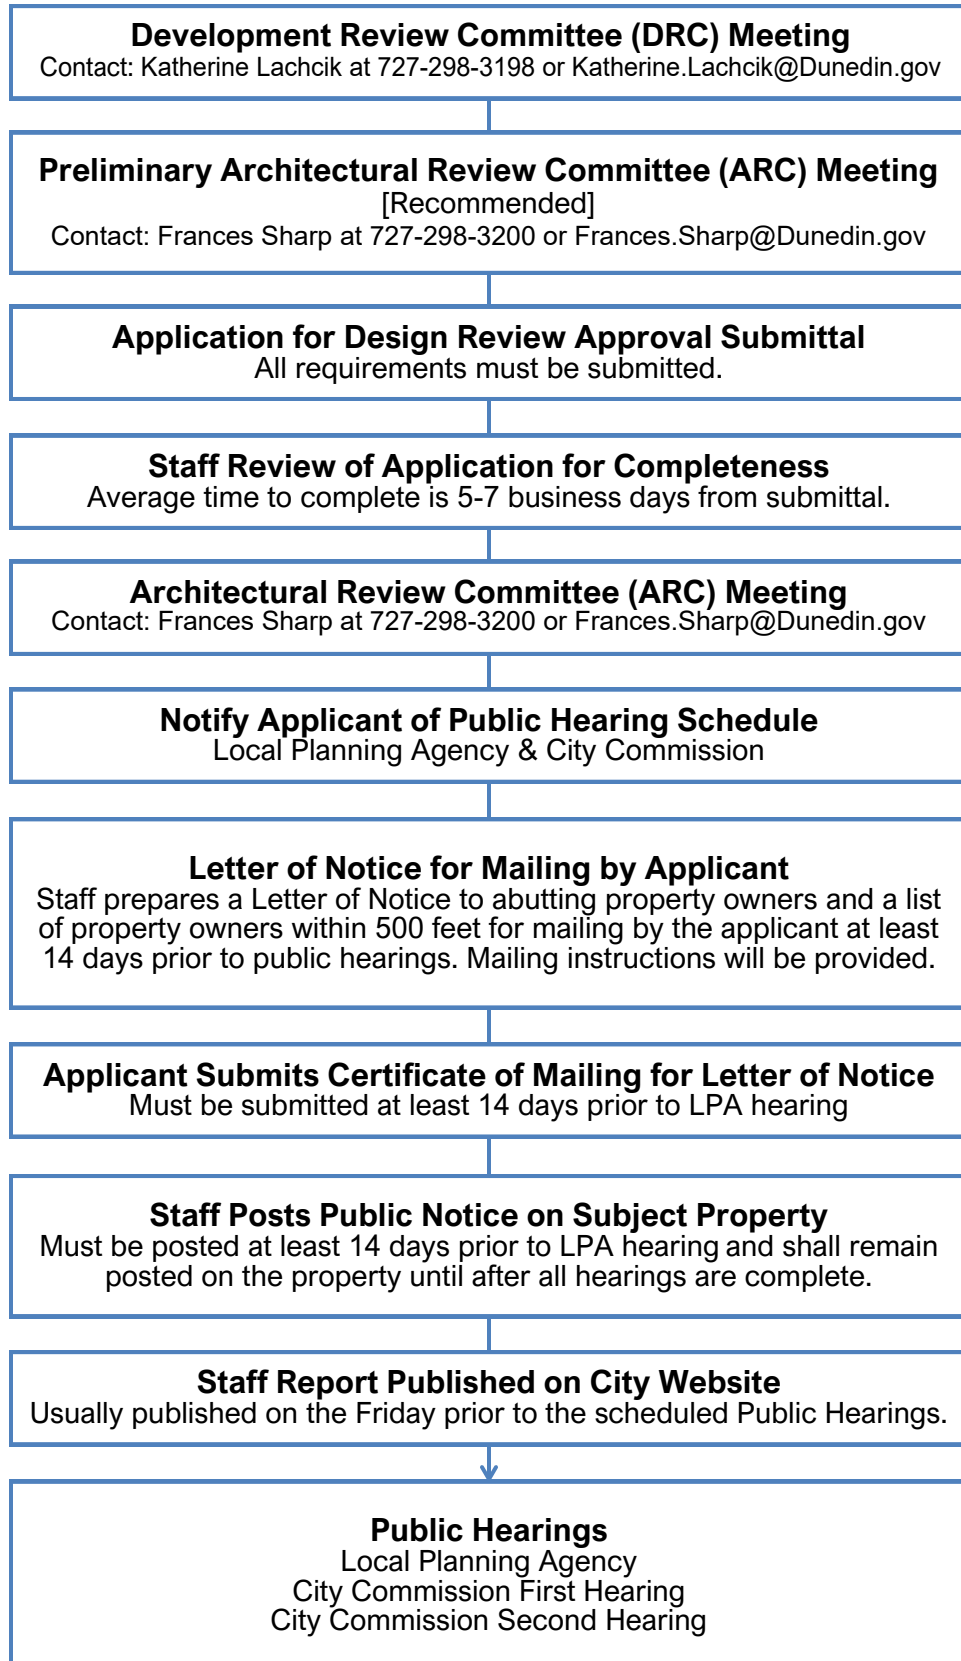 Development Review Committee (DRC) Meeting
Contact: Katherine Lachcik at 727-298-3198 or Katherine.Lachcik@Dunedin.gov
Preliminary Architectural Review Committee (ARC) Meeting
[Recommended]
Contact: Frances Sharp at 727-298-3200 or Frances.Sharp@Dunedin.gov
Application for Design Review Approval Submittal
All requirements must be submitted.
Staff Review of Application for Completeness
Average time to complete is 5-7 business days from submittal.
Architectural Review Committee (ARC) Meeting
Contact: Frances Sharp at 727-298-3200 or Frances.Sharp@Dunedin.gov
Notify Applicant of Public Hearing Schedule
Local Planning Agency & City Commission
Letter of Notice for Mailing by Applicant
Staff prepares a Letter of Notice to abutting property owners and a list
of property owners within 500 feet for mailing by the applicant at least
14 days prior to public hearings. Mailing instructions will be provided.
Applicant Submits Certificate of Mailing for Letter of Notice
Must be submitted at least 14 days prior to LPA hearing
Staff Posts Public Notice on Subject Property
Must be posted at least 14 days prior to LPA hearing and shall remain
posted on the property until after all hearings are complete.
Staff Report Published on City Website
Usually published on the Friday prior to the scheduled Public Hearings.
Public Hearings
Local Planning Agency
City Commission First Hearing
City Commission Second Hearing